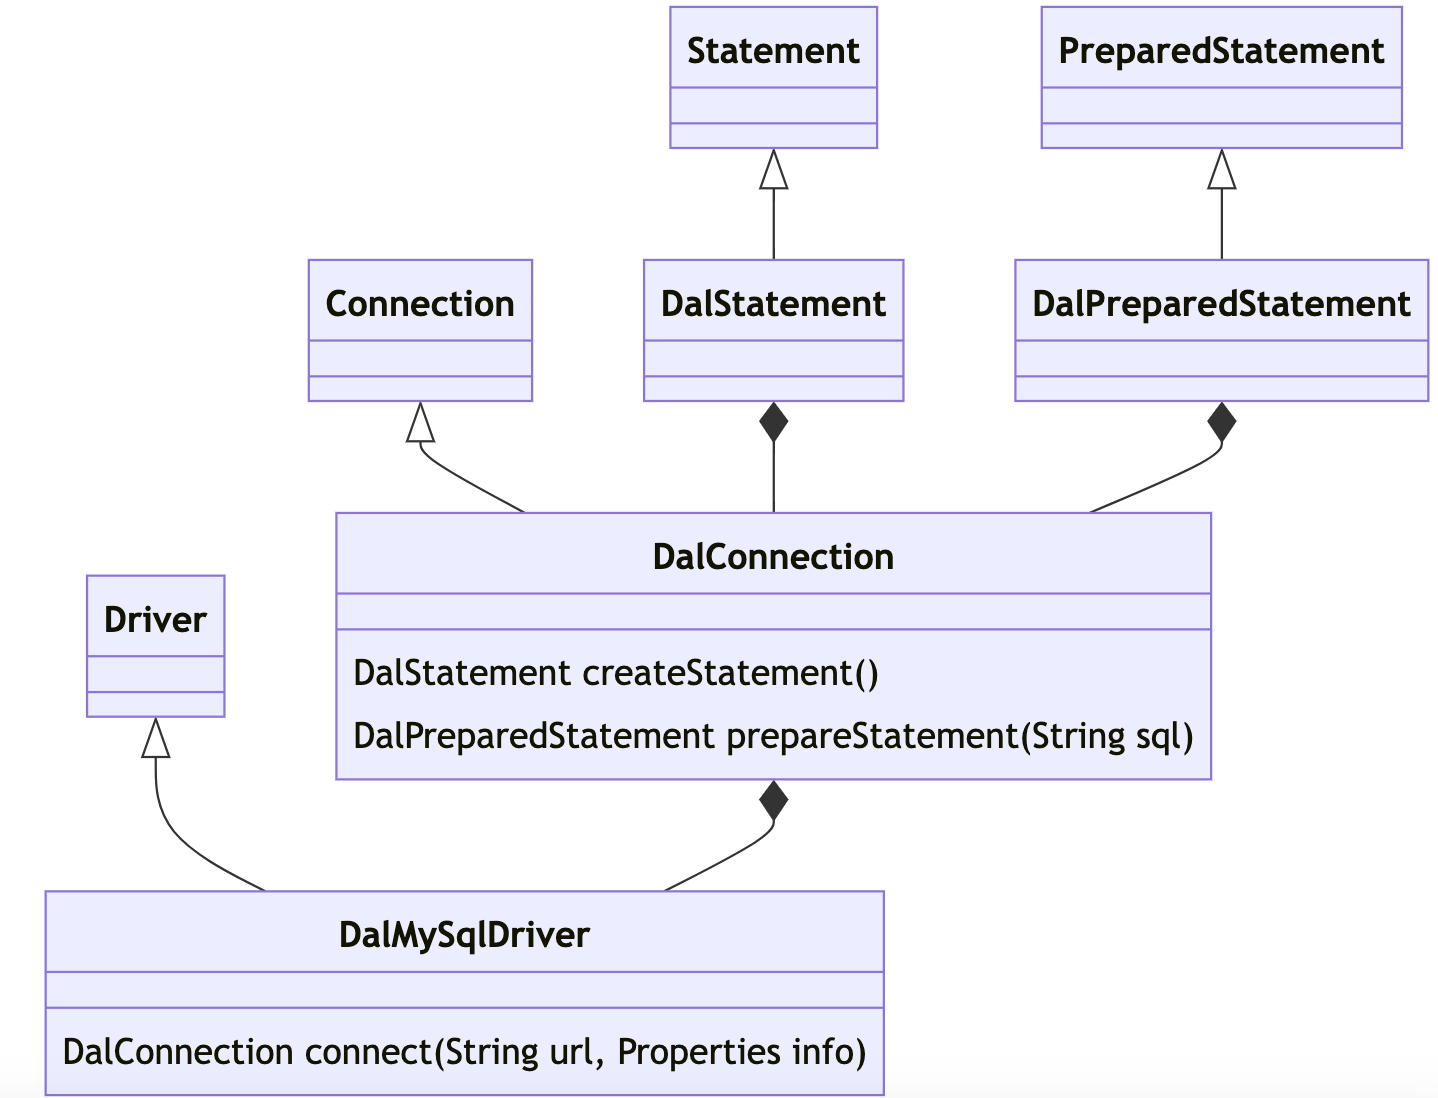 Statement
PreparedStatement
Connection
DalStatement
DalPreparedStatement
DalConnection
DalStatement createStatement()
DalPreparedStatement prepareStatement(String sql)
Driver
DalMySqlDriver
DalConnection connect(String url, Properties info)